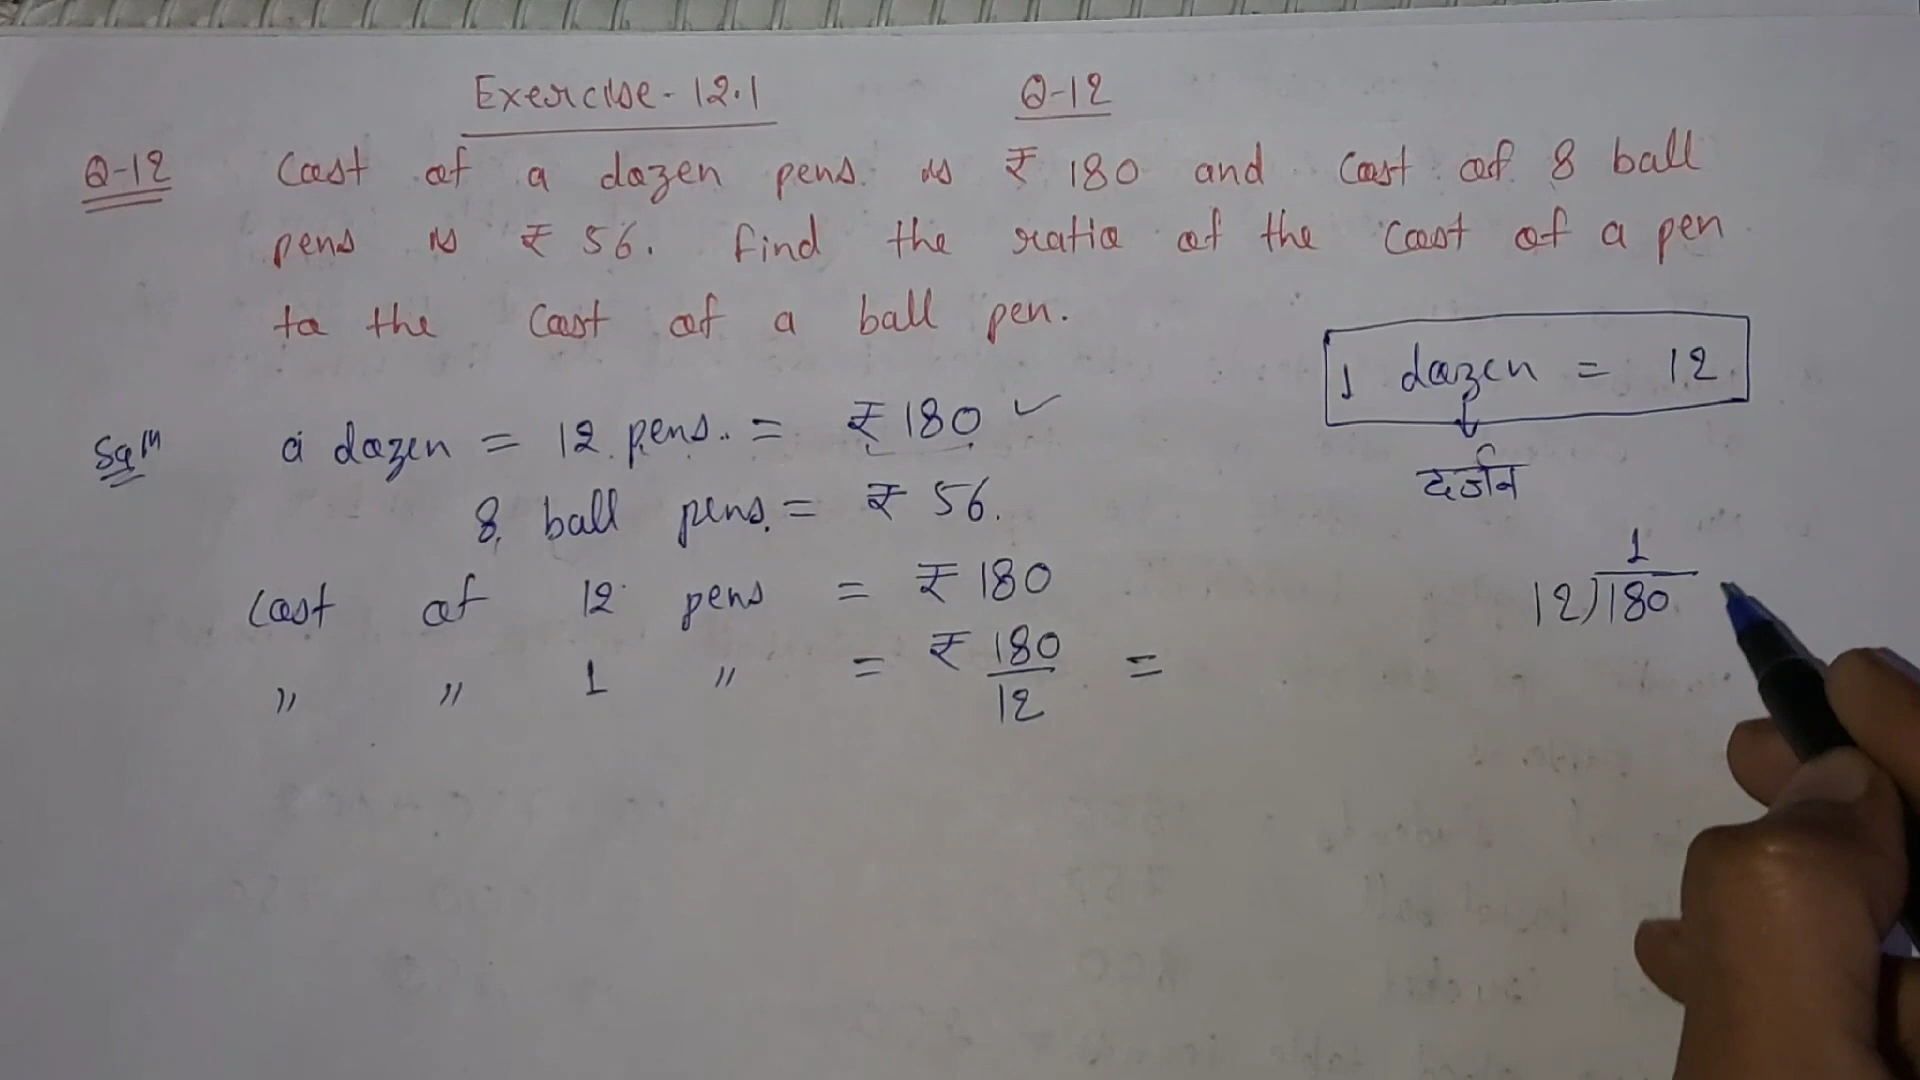 Exercise-12.1 Q-12
Q-12 Cost of a dozen pens is ₹ 180 and cost of 8 ball
pens is ₹ 56. Find the ratio of the cost of a pen
to the cost of a ball pen.
1 dozen = 12
दर्जन
Solⁿ a dozen = 12 pens = ₹ 180 ✓
8 ball pens = ₹ 56.
Cost of 12 pens = ₹ 180
" " 1 " = ₹ 180/12 =
1
12)180